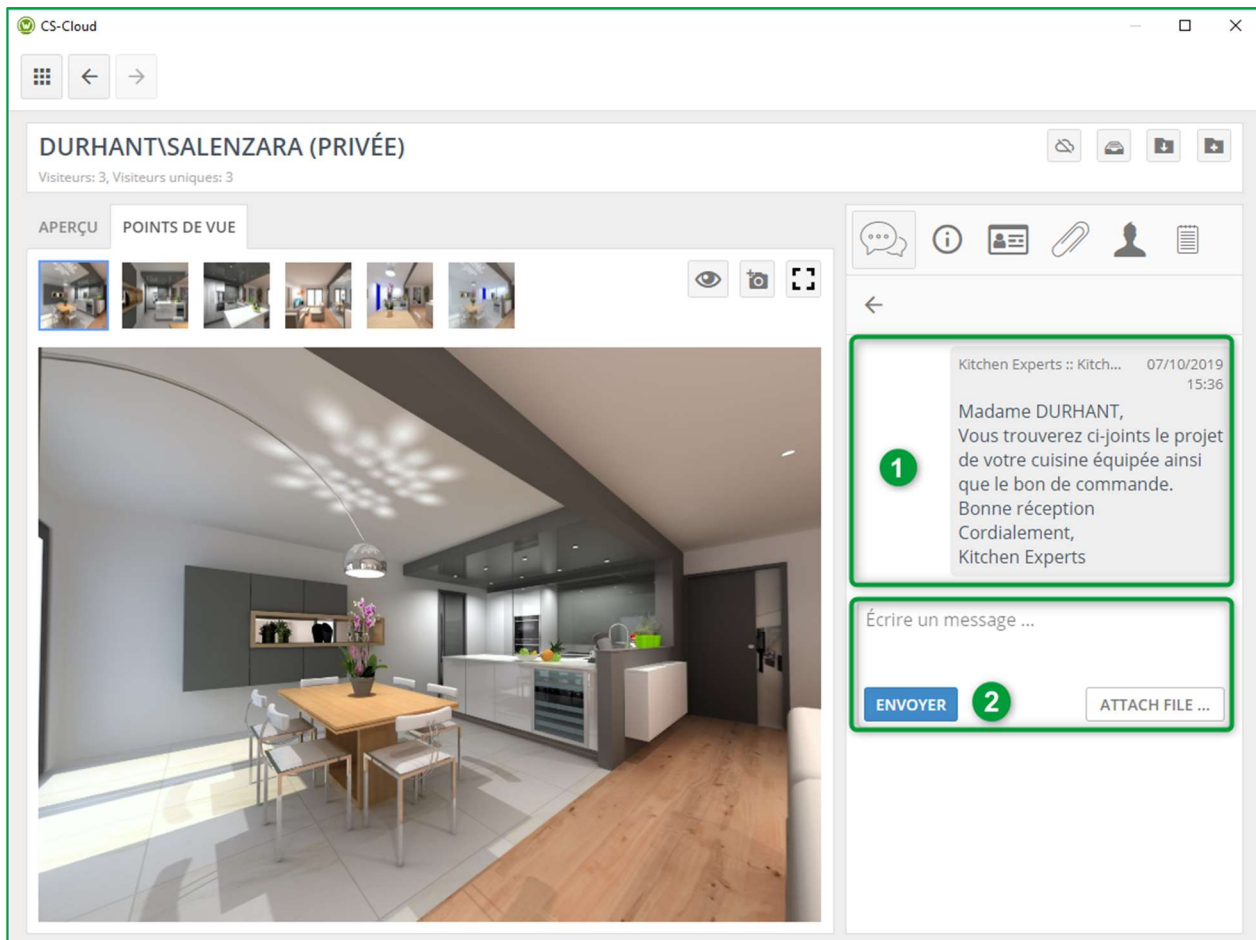 CS-Cloud
DURHANT\SALENZARA (PRIVÉE)
Visiteurs: 3, Visiteurs uniques: 3
APERÇU POINTS DE VUE
Kitchen Experts :: Kitch... 07/10/2019
15:36
Madame DURHANT,
Vous trouverez ci-joints le projet
de votre cuisine équipée ainsi
que le bon de commande.
Bonne réception
Cordialement,
Kitchen Experts
1
Écrire un message ...
ENVOYER 2 ATTACH FILE ...